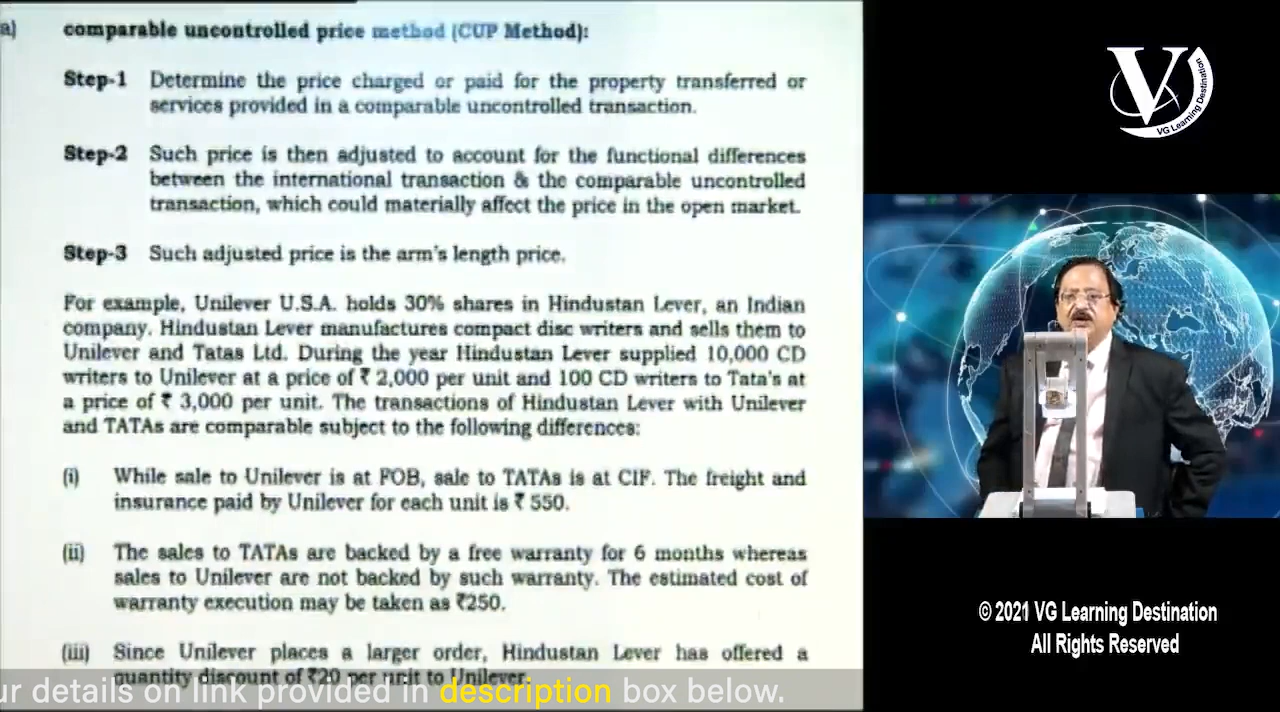 a)
comparable uncontrolled price method (CUP Method):
Step-1 Determine the price charged or paid for the property transferred or
services provided in a comparable uncontrolled transaction.
Step-2 Such price is then adjusted to account for the functional differences
between the international transaction & the comparable uncontrolled
transaction, which could materially affect the price in the open market.
Step-3 Such adjusted price is the arm's length price.
For example, Unilever U.S.A. holds 30% shares in Hindustan Lever, an Indian
company. Hindustan Lever manufactures compact disc writers and sells them to
Unilever and Tatas Ltd. During the year Hindustan Lever supplied 10,000 CD
writers to Unilever at a price of ₹ 2,000 per unit and 100 CD writers to Tata's at
a price of ₹ 3,000 per unit. The transactions of Hindustan Lever with Unilever
and TATAs are comparable subject to the following differences:
(i) While sale to Unilever is at FOB, sale to TATAs is at CIF. The freight and
insurance paid by Unilever for each unit is ₹ 550.
(ii) The sales to TATAs are backed by a free warranty for 6 months whereas
sales to Unilever are not backed by such warranty. The estimated cost of
warranty execution may be taken as ₹250.
(iii) Since Unilever places a larger order, Hindustan Lever has offered a
quantity discount of ₹20 per unit to Unilever.
ur details on link provided in description box below.
V
VG Learning Destination
© 2021 VG Learning Destination
All Rights Reserved